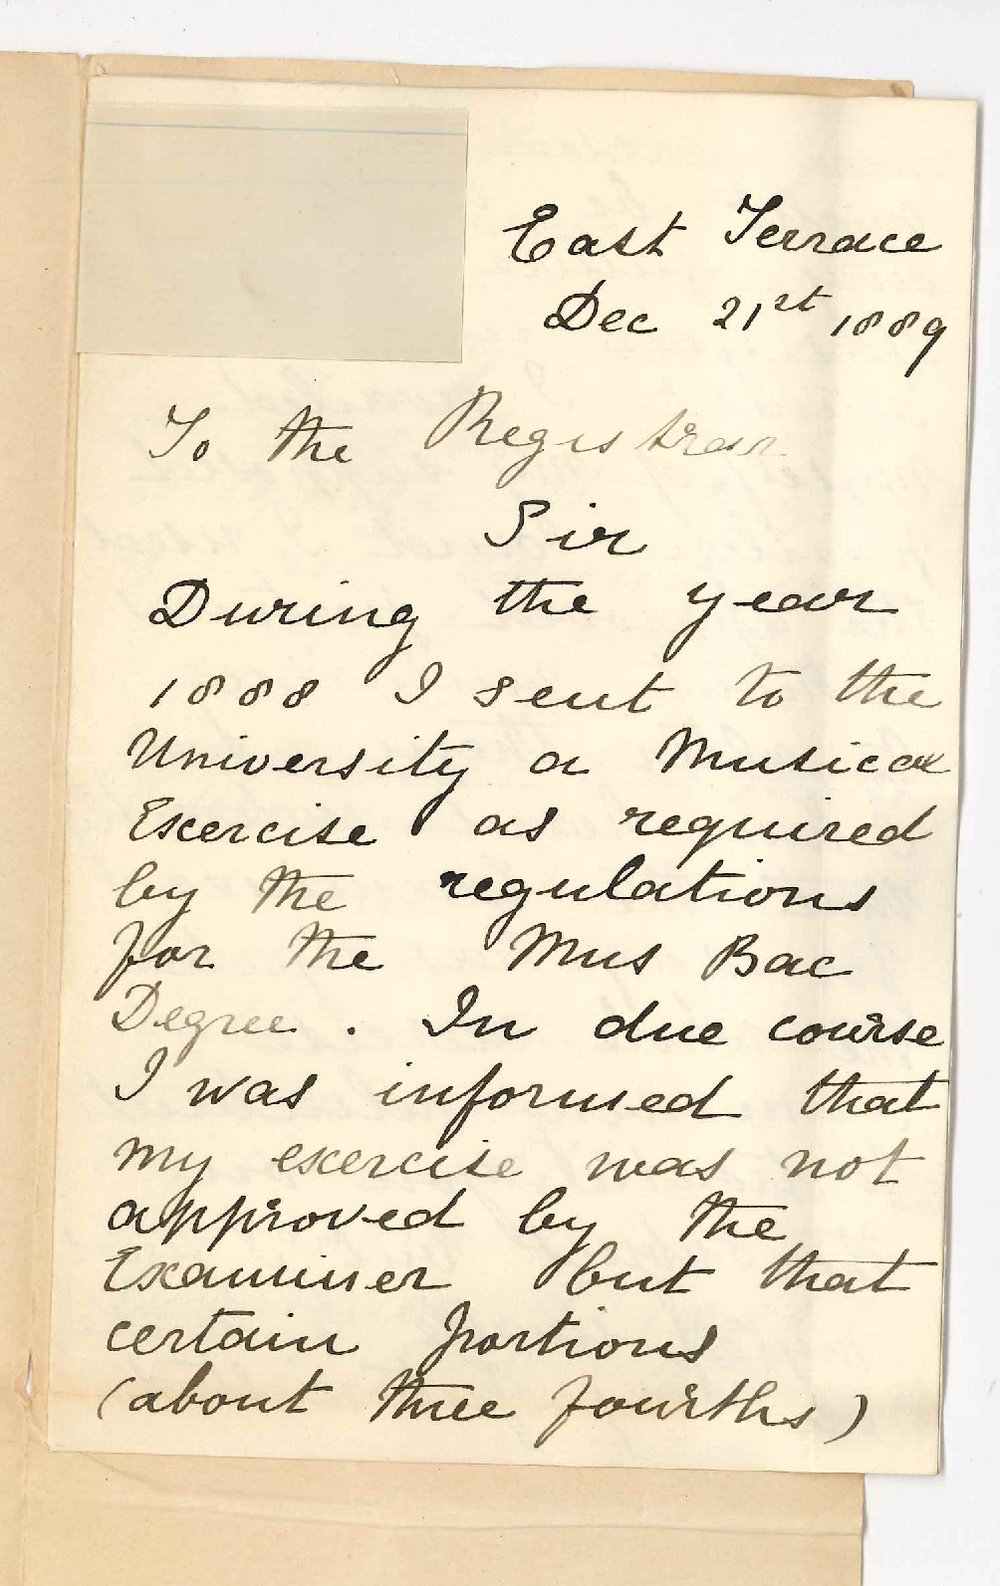 East Terrace
Dec 21st 1889
To the Registrar
Sir
During the year
1888 I sent to the
University a Musical
Exercise as required
by the regulations
for the Mus Bac
Degree. In due course
I was informed that
my exercise was not
approved by the
Examiner but that
certain portions
(about three fourths)